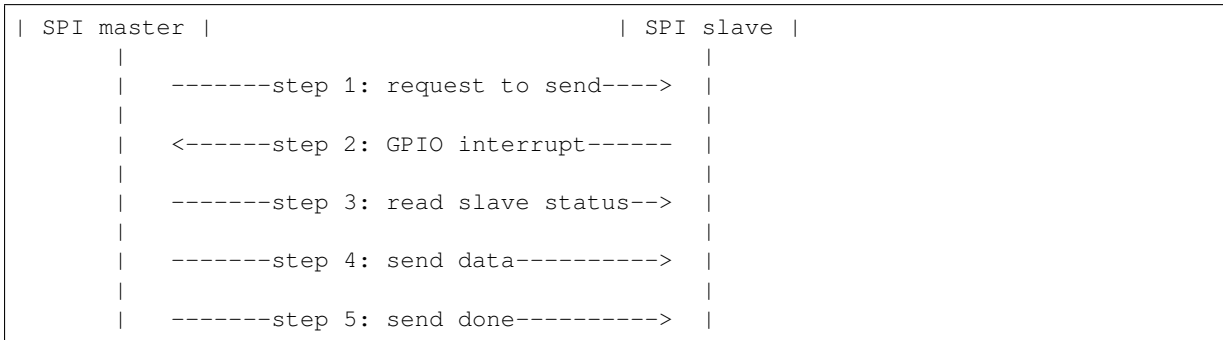 | SPI master |                                  | SPI slave |
       |                                             |
       |   -------step 1: request to send---->  |
       |                                             |
       |   <------step 2: GPIO interrupt------  |
       |                                             |
       |   -------step 3: read slave status-->  |
       |                                             |
       |   -------step 4: send data---------->  |
       |                                             |
       |   -------step 5: send done---------->  |